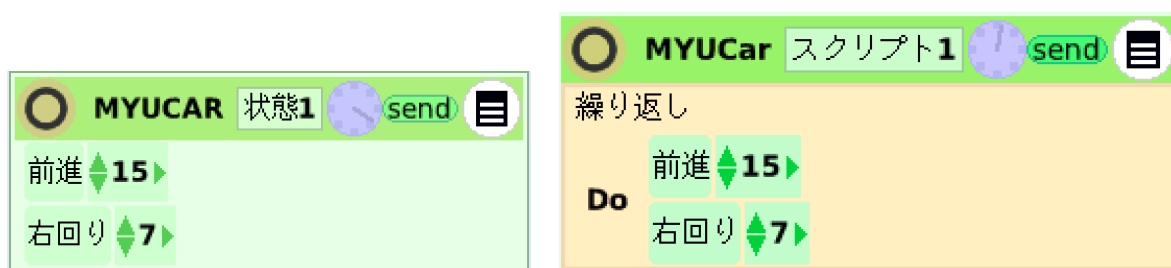 MYUCAR 状態1 send
前進 15
右回り 7
MYUCar スクリプト1 send
繰り返し
Do
前進 15
右回り 7